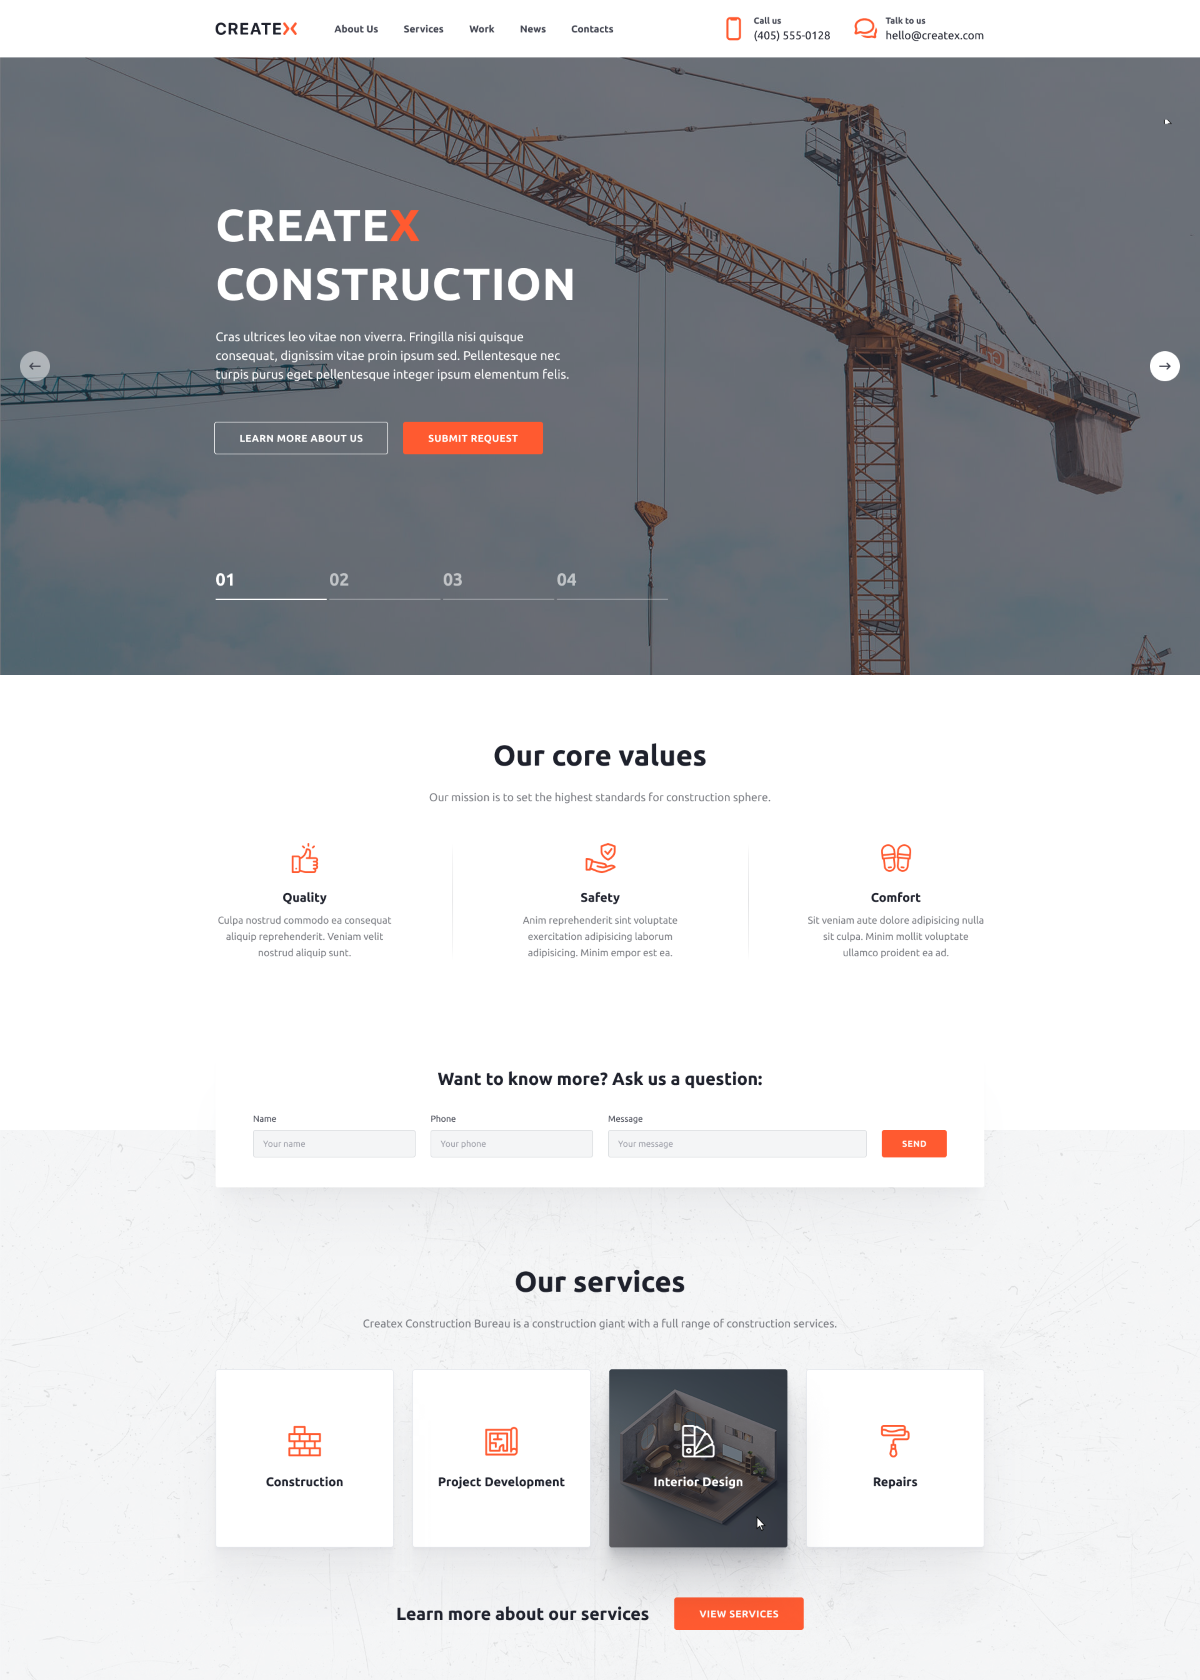 CREATEX
About Us
Services
Work
News
Contacts
Call us
(405) 555-0128
Talk to us
hello@createx.com
CREATEX
CONSTRUCTION
Cras ultrices leo vitae non viverra. Fringilla nisi quisque
consequat, dignissim vitae proin ipsum sed. Pellentesque nec
turpis purus eget pellentesque integer ipsum elementum felis.
LEARN MORE ABOUT US
SUBMIT REQUEST
01
02
03
04
Our core values
Our mission is to set the highest standards for construction sphere.
Quality
Culpa nostrud commodo ea consequat
aliquip reprehenderit. Veniam velit
nostrud aliquip sunt.
Safety
Anim reprehenderit sint voluptate
exercitation adipisicing laborum
adipisicing. Minim empor est ea.
Comfort
Sit veniam aute dolore adipisicing nulla
sit culpa. Minim mollit voluptate
ullamco proident ea ad.
Want to know more? Ask us a question:
Name
Phone
Message
Your name
Your phone
Your message
SEND
Our services
Createx Construction Bureau is a construction giant with a full range of construction services.
Construction
Project Development
Interior Design
Repairs
Learn more about our services
VIEW SERVICES